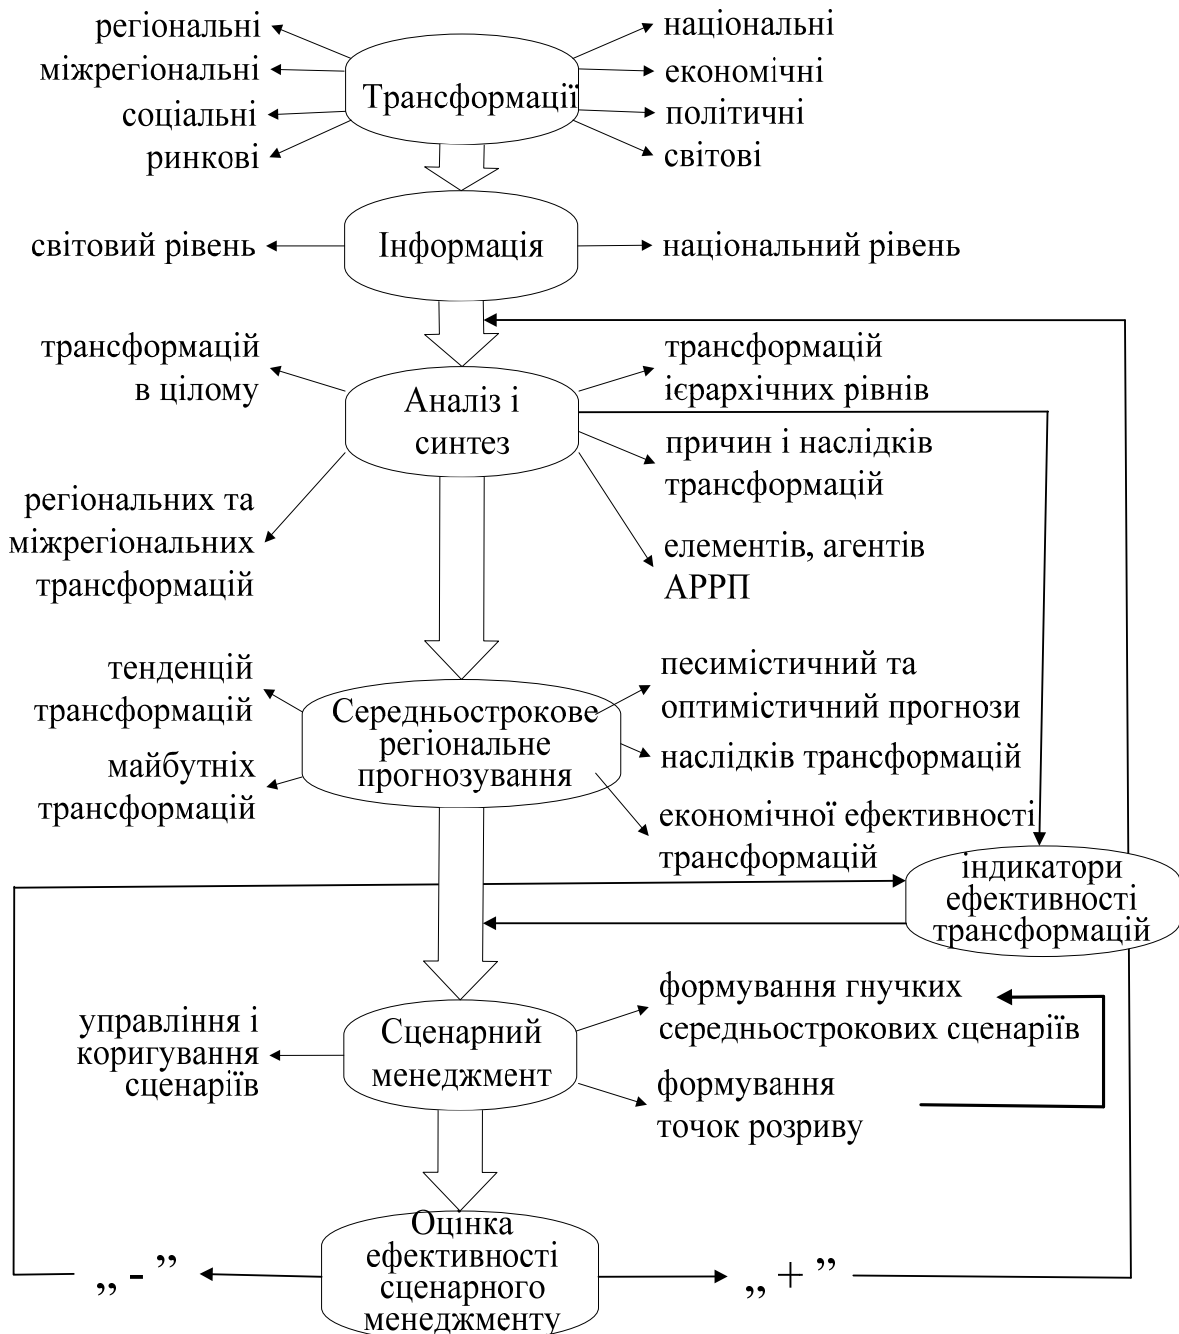 регіональні
міжрегіональні
соціальні
ринкові
Трансформації
національні
економічні
політичні
світові
світовий рівень
Інформація
національний рівень
трансформацій
в цілому
регіональних та
міжрегіональних
трансформацій
Аналіз і
синтез
трансформацій
ієрархічних рівнів
причин і наслідків
трансформацій
елементів, агентів
АРРП
тенденцій
трансформацій
майбутніх
трансформацій
Середньострокове
регіональне
прогнозування
песимістичний та
оптимістичний прогнози
наслідків трансформацій
економічної ефективності
трансформацій
індикатори
ефективності
трансформацій
управління і
коригування
сценаріїв
Сценарний
менеджмент
формування гнучких
середньострокових сценаріїв
формування
точок розриву
„ - ”
Оцінка
ефективності
сценарного
менеджменту
„ + ”